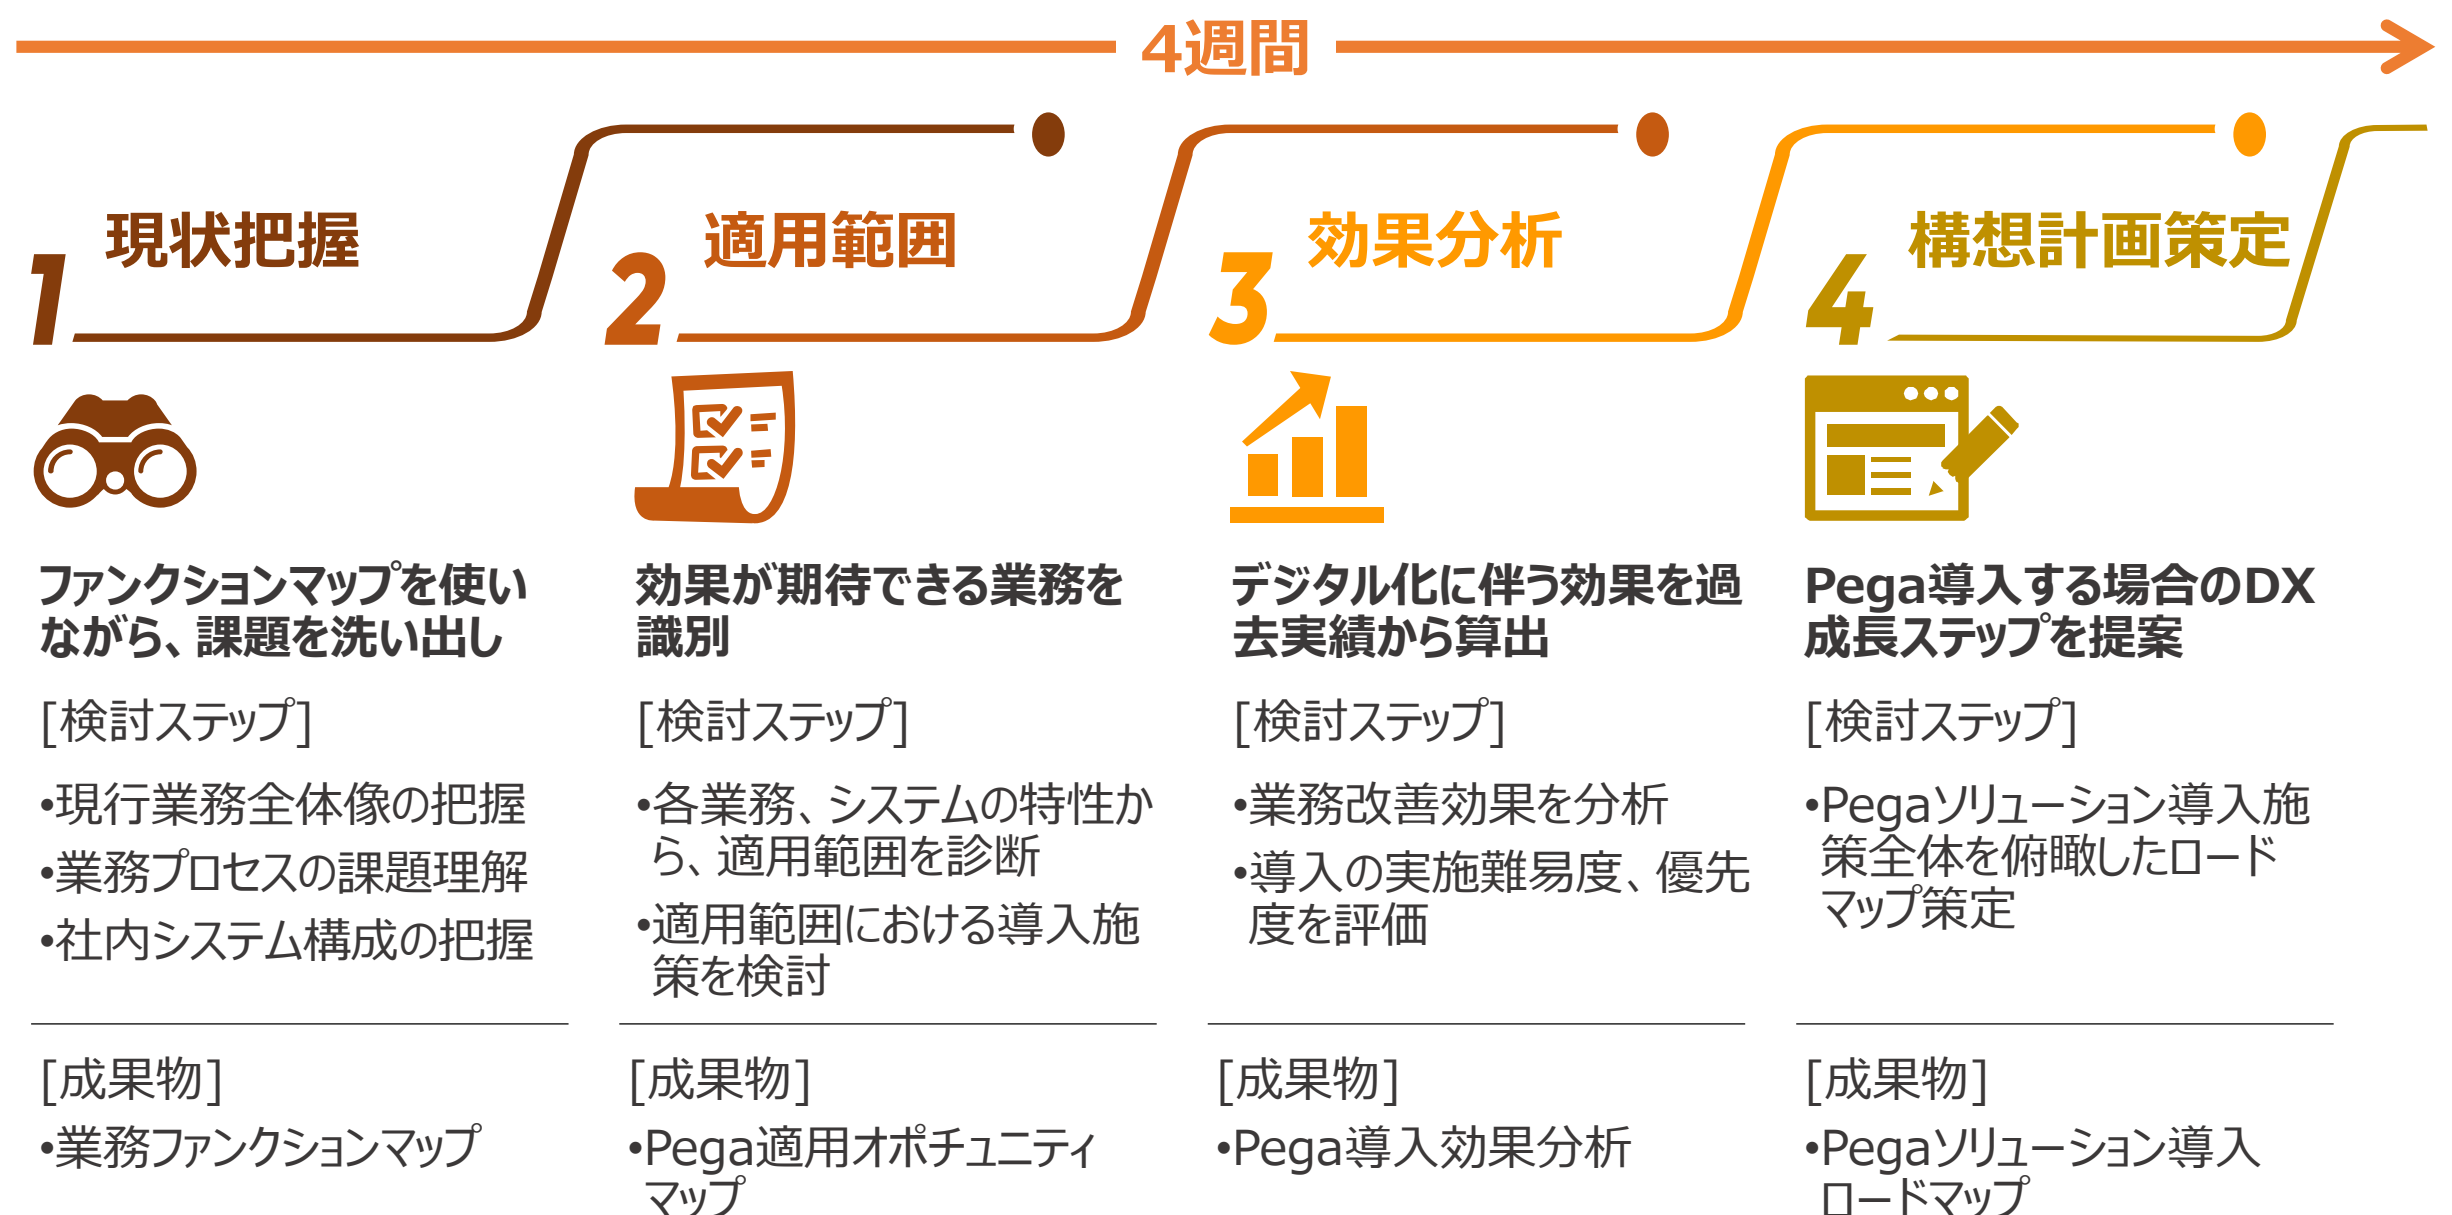 4週間
1 現状把握
ファンクションマップを使い
ながら、課題を洗い出し
[検討ステップ]
•現行業務全体像の把握
•業務プロセスの課題理解
•社内システム構成の把握
[成果物]
•業務ファンクションマップ
2 適用範囲
効果が期待できる業務を
識別
[検討ステップ]
•各業務、システムの特性か
ら、適用範囲を診断
•適用範囲における導入施
策を検討
[成果物]
•Pega適用オポチュニティ
マップ
3 効果分析
デジタル化に伴う効果を過
去実績から算出
[検討ステップ]
•業務改善効果を分析
•導入の実施難易度、優先
度を評価
[成果物]
•Pega導入効果分析
4 構想計画策定
Pega導入する場合のDX
成長ステップを提案
[検討ステップ]
•Pegaソリューション導入施
策全体を俯瞰したロード
マップ策定
[成果物]
•Pegaソリューション導入
ロードマップ